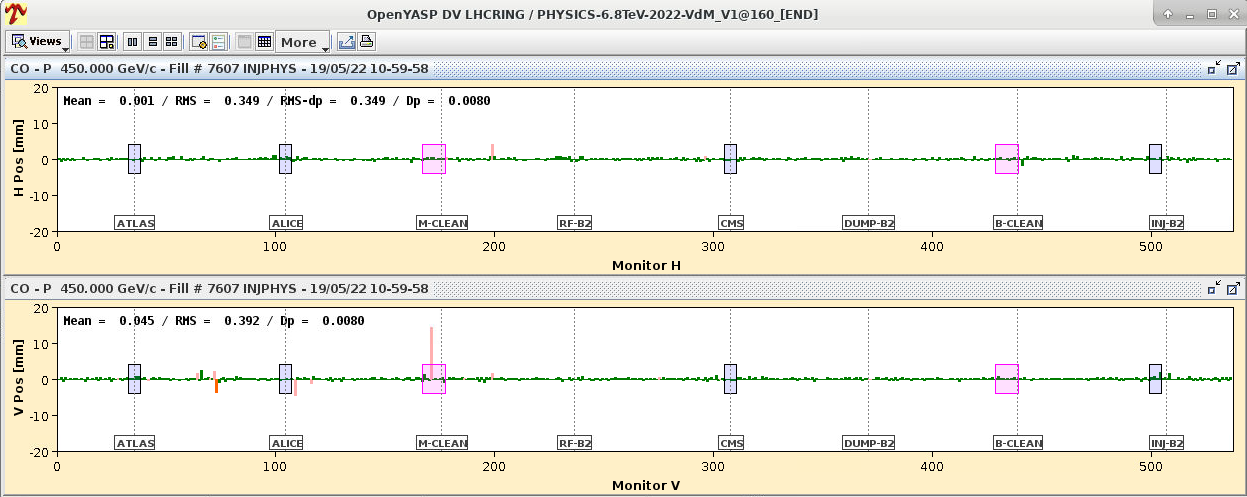 OpenYASP DV LHCRING / PHYSICS-6.8TeV-2022-VdM_V1@160_[END]
Views More
CO - P 450.000 GeV/c - Fill # 7607 INJPHYS - 19/05/22 10-59-58
Mean = 0.001 / RMS = 0.349 / RMS-dp = 0.349 / Dp = 0.0080
H Pos [mm]
20
10
0
-10
-20
ATLAS ALICE M-CLEAN RF-B2 CMS DUMP-B2 B-CLEAN INJ-B2
0 100 200 300 400 500
Monitor H
CO - P 450.000 GeV/c - Fill # 7607 INJPHYS - 19/05/22 10-59-58
Mean = 0.045 / RMS = 0.392 / Dp = 0.0080
V Pos [mm]
20
10
0
-10
-20
ATLAS ALICE M-CLEAN RF-B2 CMS DUMP-B2 B-CLEAN INJ-B2
0 100 200 300 400 500
Monitor V